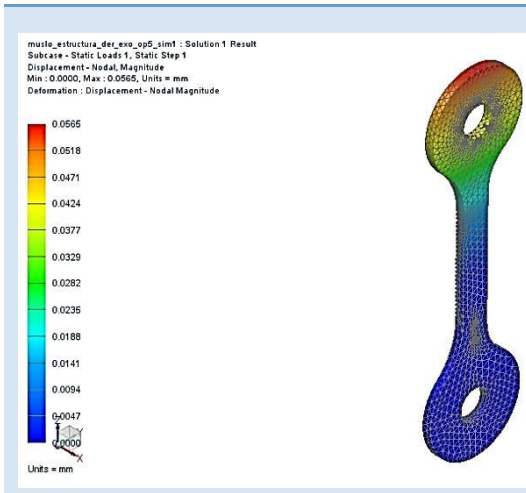 muslo_estructura_der_exo_op5_sim1 : Solution 1 Result
Subcase - Static Loads 1, Static Step 1
Displacement - Nodal, Magnitude
Min : 0.0000, Max : 0.0565, Units = mm
Deformation : Displacement - Nodal Magnitude
0.0565
0.0518
0.0471
0.0424
0.0377
0.0329
0.0282
0.0235
0.0188
0.0141
0.0094
0.0047
0.0000
X
Units = mm